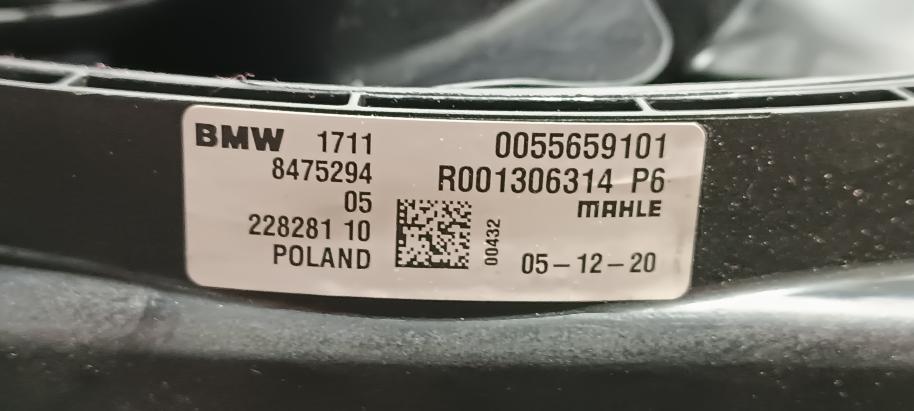 BMW 1711
8475294
05
228281 10
POLAND
0055659101
R001306314 P6
MAHLE
00432
05-12-20